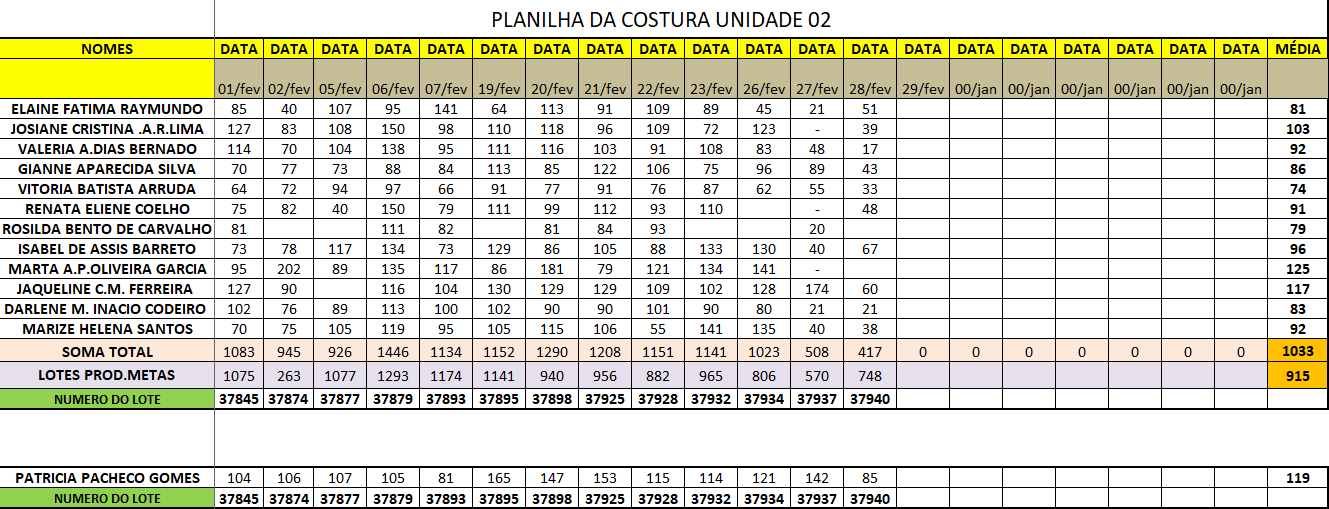 PLANILHA DA COSTURA UNIDADE 02
NOMES DATA DATA DATA DATA DATA DATA DATA DATA DATA DATA DATA DATA DATA DATA DATA DATA DATA DATA DATA DATA MÉDIA
01/fev 02/fev 05/fev 06/fev 07/fev 19/fev 20/fev 21/fev 22/fev 23/fev 26/fev 27/fev 28/fev 29/fev 00/jan 00/jan 00/jan 00/jan 00/jan 00/jan
ELAINE FATIMA RAYMUNDO 85 40 107 95 141 64 113 91 109 89 45 21 51 81
JOSIANE CRISTINA .A.R.LIMA 127 83 108 150 98 110 118 96 109 72 123 - 39 103
VALERIA A.DIAS BERNADO 114 70 104 138 95 111 116 103 91 108 83 48 17 92
GIANNE APARECIDA SILVA 70 77 73 88 84 113 85 122 106 75 96 89 43 86
VITORIA BATISTA ARRUDA 64 72 94 97 66 91 77 91 76 87 62 55 33 74
RENATA ELIENE COELHO 75 82 40 150 79 111 99 112 93 110 - 48 91
ROSILDA BENTO DE CARVALHO 81 111 82 81 84 93 20 79
ISABEL DE ASSIS BARRETO 73 78 117 134 73 129 86 105 88 133 130 40 67 96
MARTA A.P.OLIVEIRA GARCIA 95 202 89 135 117 86 181 79 121 134 141 - 125
JAQUELINE C.M. FERREIRA 127 90 116 104 130 129 129 109 102 128 174 60 117
DARLENE M. INACIO CODEIRO 102 76 89 113 100 102 90 90 101 90 80 21 21 83
MARIZE HELENA SANTOS 70 75 105 119 95 105 115 106 55 141 135 40 38 92
SOMA TOTAL 1083 945 926 1446 1134 1152 1290 1208 1151 1141 1023 508 417 0 0 0 0 0 0 0 1033
LOTES PROD.METAS 1075 263 1077 1293 1174 1141 940 956 882 965 806 570 748 915
NUMERO DO LOTE 37845 37874 37877 37879 37893 37895 37898 37925 37928 37932 37934 37937 37940
PATRICIA PACHECO GOMES 104 106 107 105 81 165 147 153 115 114 121 142 85 119
NUMERO DO LOTE 37845 37874 37877 37879 37893 37895 37898 37925 37928 37932 37934 37937 37940